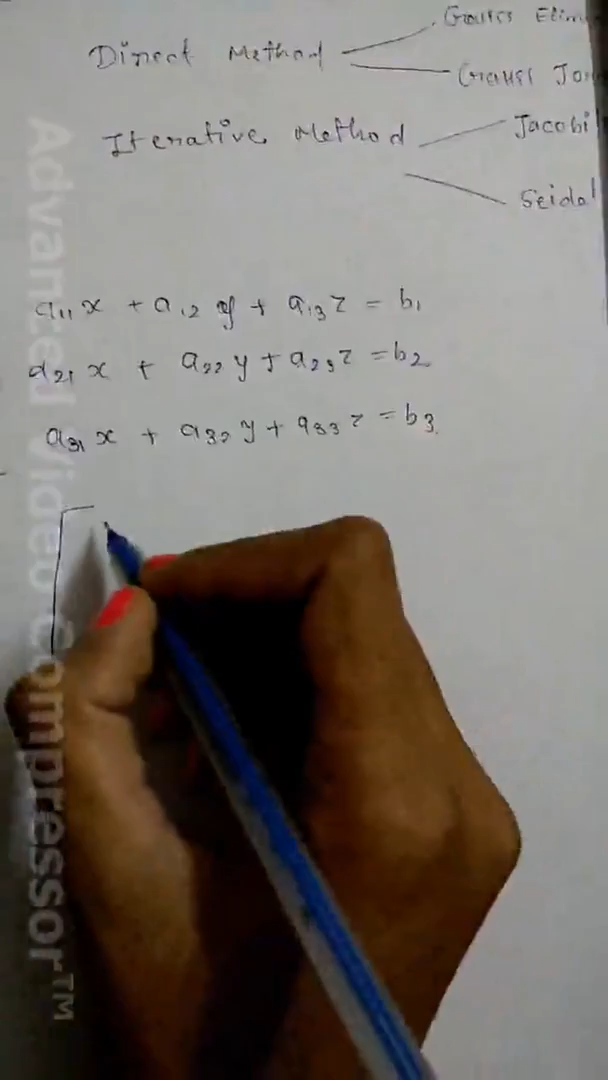 Gauss Elim
Direct Method
Gauss Jor
Iterative Method
Jacobi
Seidal
a11 x + a12 y + a13 z = b1
a21 x + a22 y + a23 z = b2
a31 x + a32 y + a33 z = b3
Advanced Video Compressor™